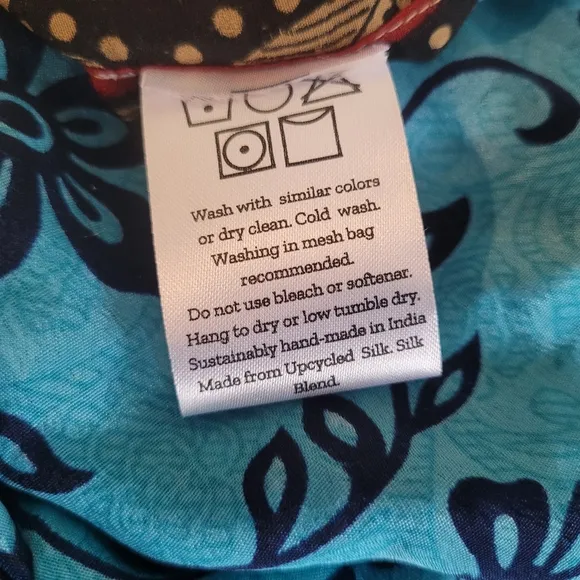 Wash with similar colors
or dry clean. Cold wash.
Washing in mesh bag
recommended.
Do not use bleach or softener.
Hang to dry or low tumble dry.
Sustainably hand-made in India
Made from Upcycled Silk. Silk
Blend.